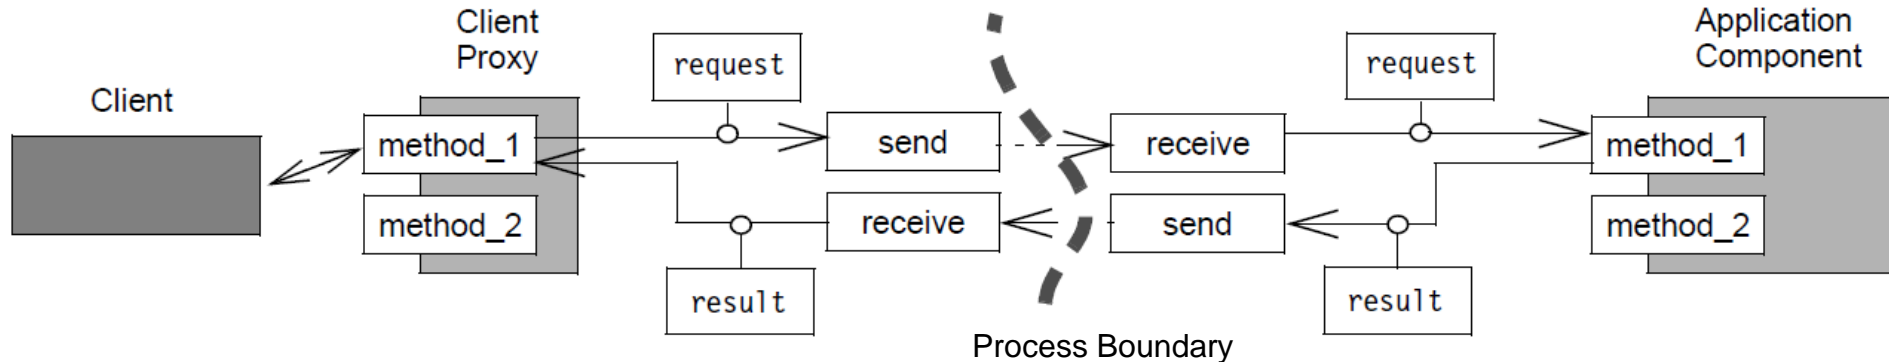 Client
Proxy
Application
Component
Client
request
request
method_1
send
receive
method_1
method_2
receive
send
method_2
result
result
Process Boundary